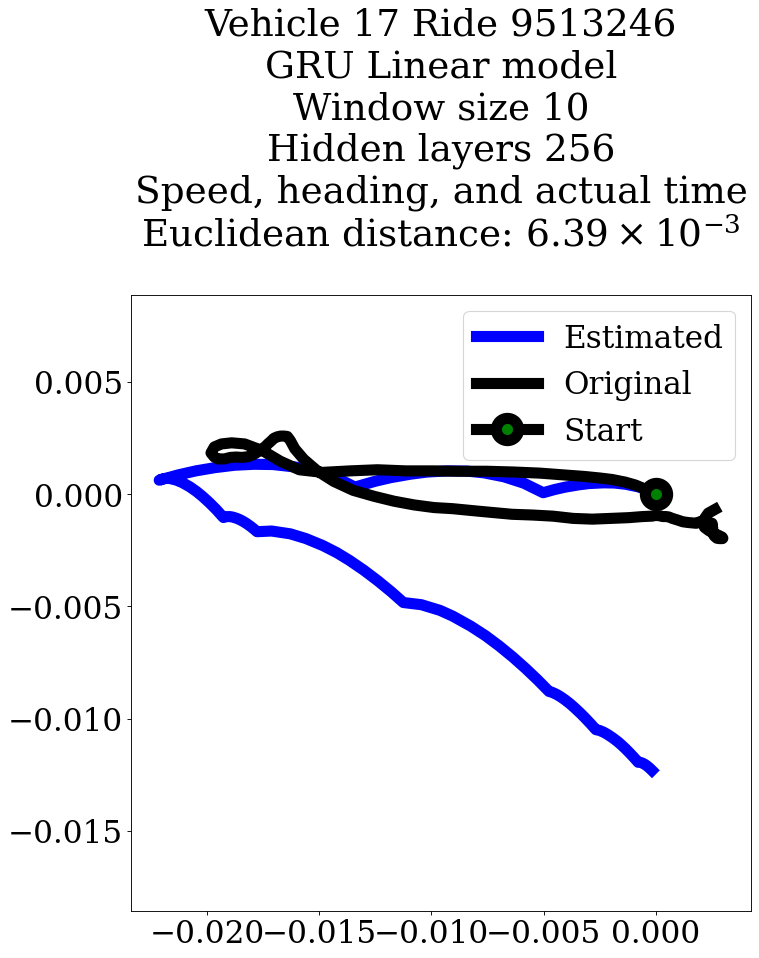 Vehicle 17 Ride 9513246
GRU Linear model
Window size 10
Hidden layers 256
Speed, heading, and actual time
Euclidean distance: 6.39 × 10⁻³
Estimated
Original
Start
0.005
0.000
−0.005
−0.010
−0.015
−0.020 −0.015 −0.010 −0.005 0.000